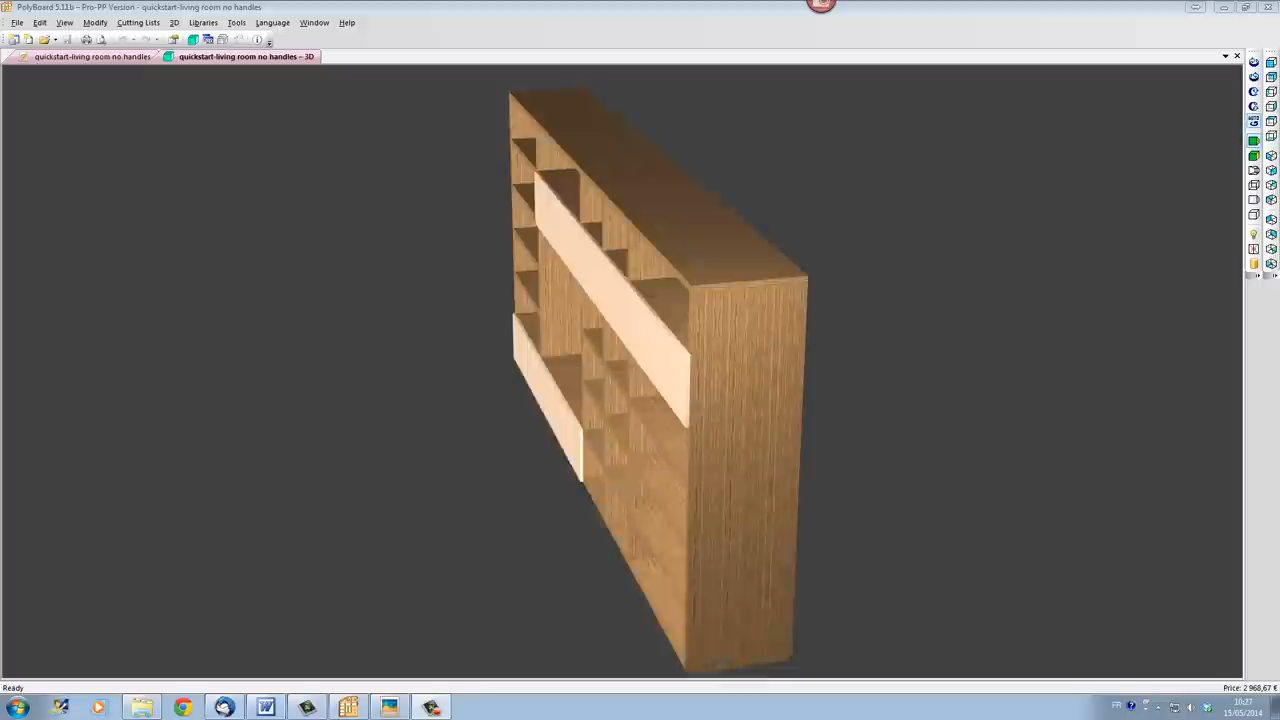 PolyBoard 5.11b - Pro-PP Version - quickstart-living room no handles
File Edit View Modify Cutting Lists 3D Libraries Tools Language Window Help
quickstart-living room no handles quickstart-living room no handles - 3D
Ready Price: 2 968,67 €
FR 10:27
15/05/2014